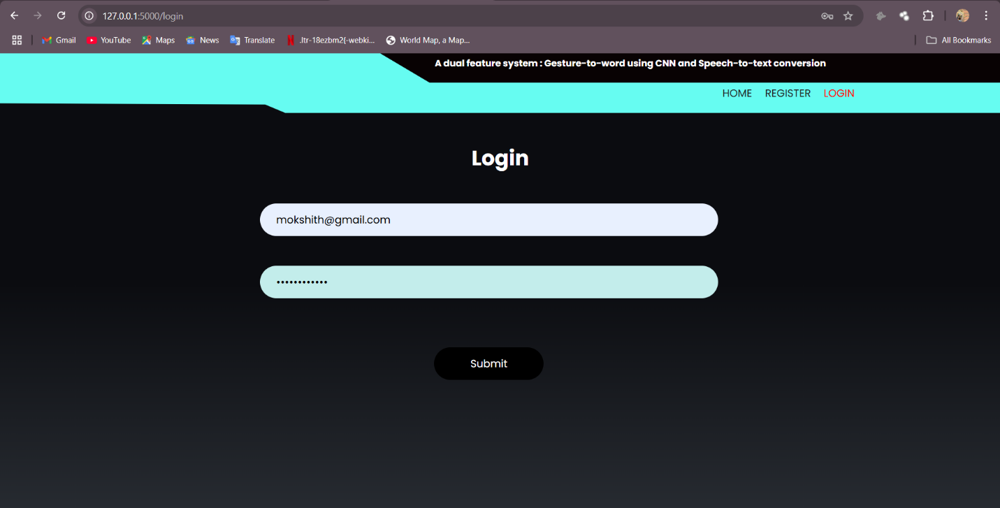 127.0.0.1:5000/login
Gmail YouTube Maps News Translate .ltr-18ezbm2{-webki... World Map, a Map... All Bookmarks
A dual feature system : Gesture-to-word using CNN and Speech-to-text conversion
HOME REGISTER LOGIN
Login
mokshith@gmail.com
••••••••••••
Submit